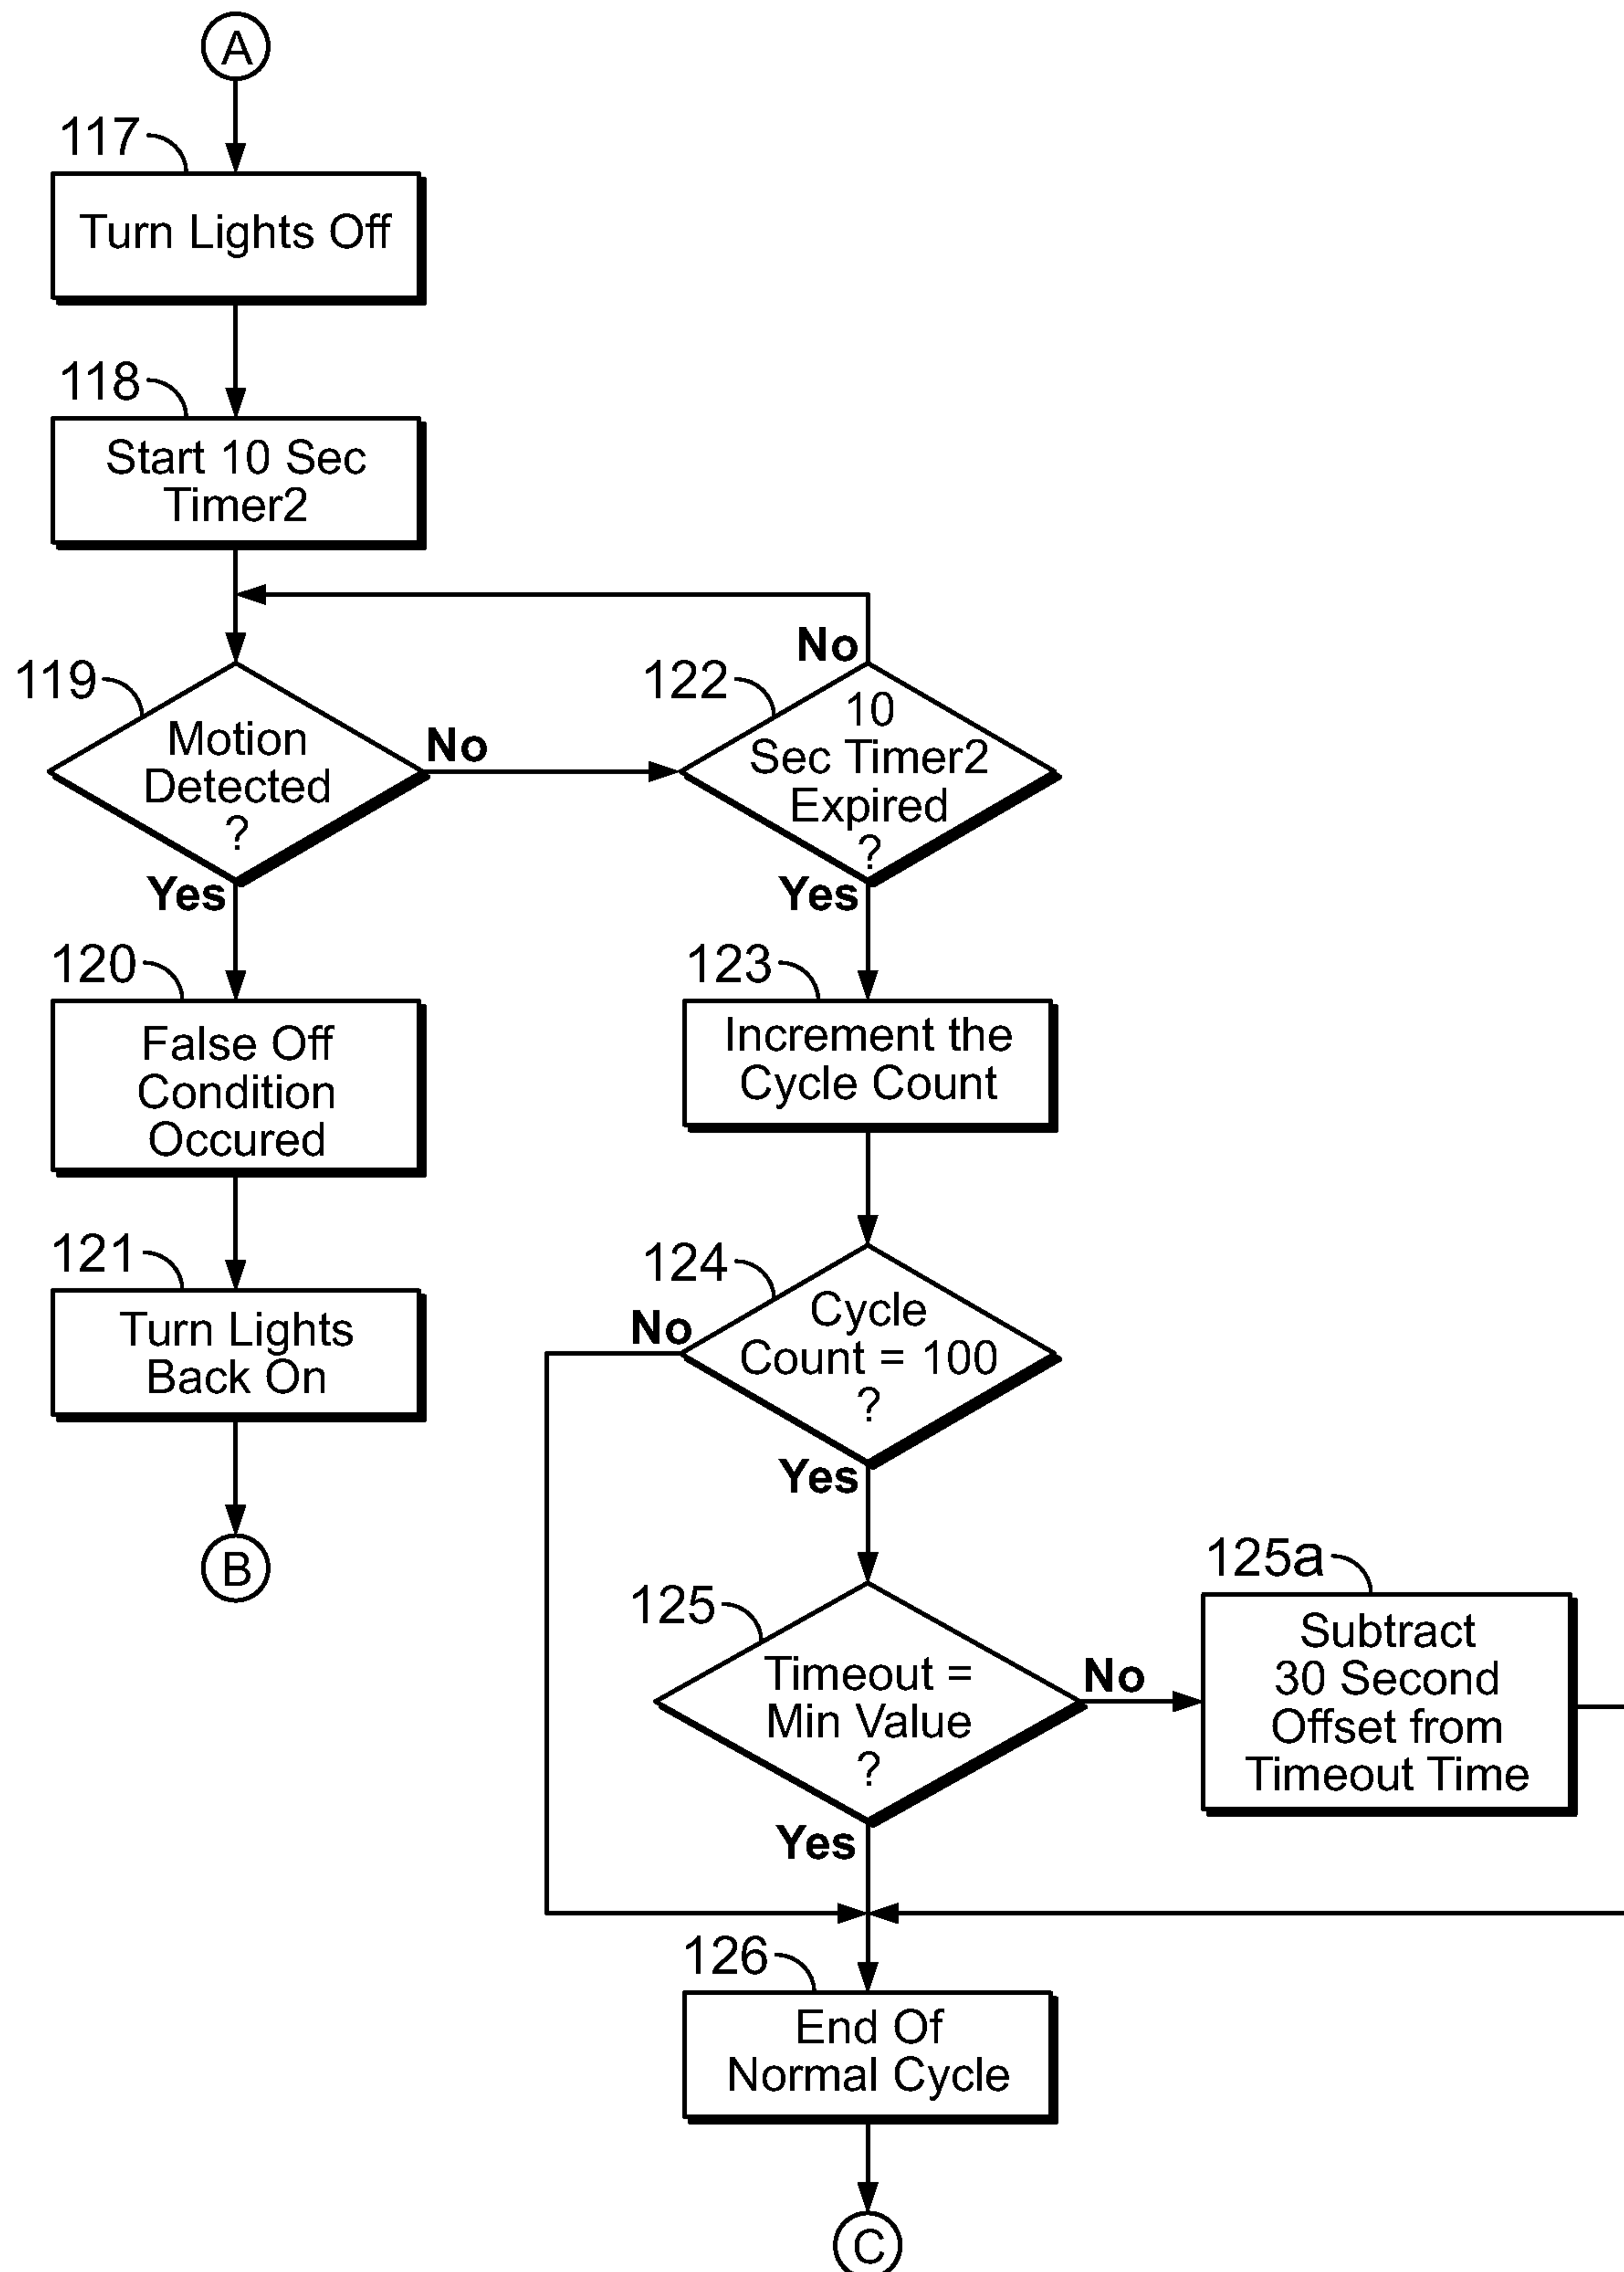 A
117
Turn Lights Off
118
Start 10 Sec
Timer2
119
Motion
Detected
?
No
Yes
122
No
10
Sec Timer2
Expired
?
Yes
120
False Off
Condition
Occured
121
Turn Lights
Back On
B
123
Increment the
Cycle Count
124
No
Cycle
Count = 100
?
Yes
125
Timeout =
Min Value
?
No
Yes
125a
Subtract
30 Second
Offset from
Timeout Time
126
End Of
Normal Cycle
C